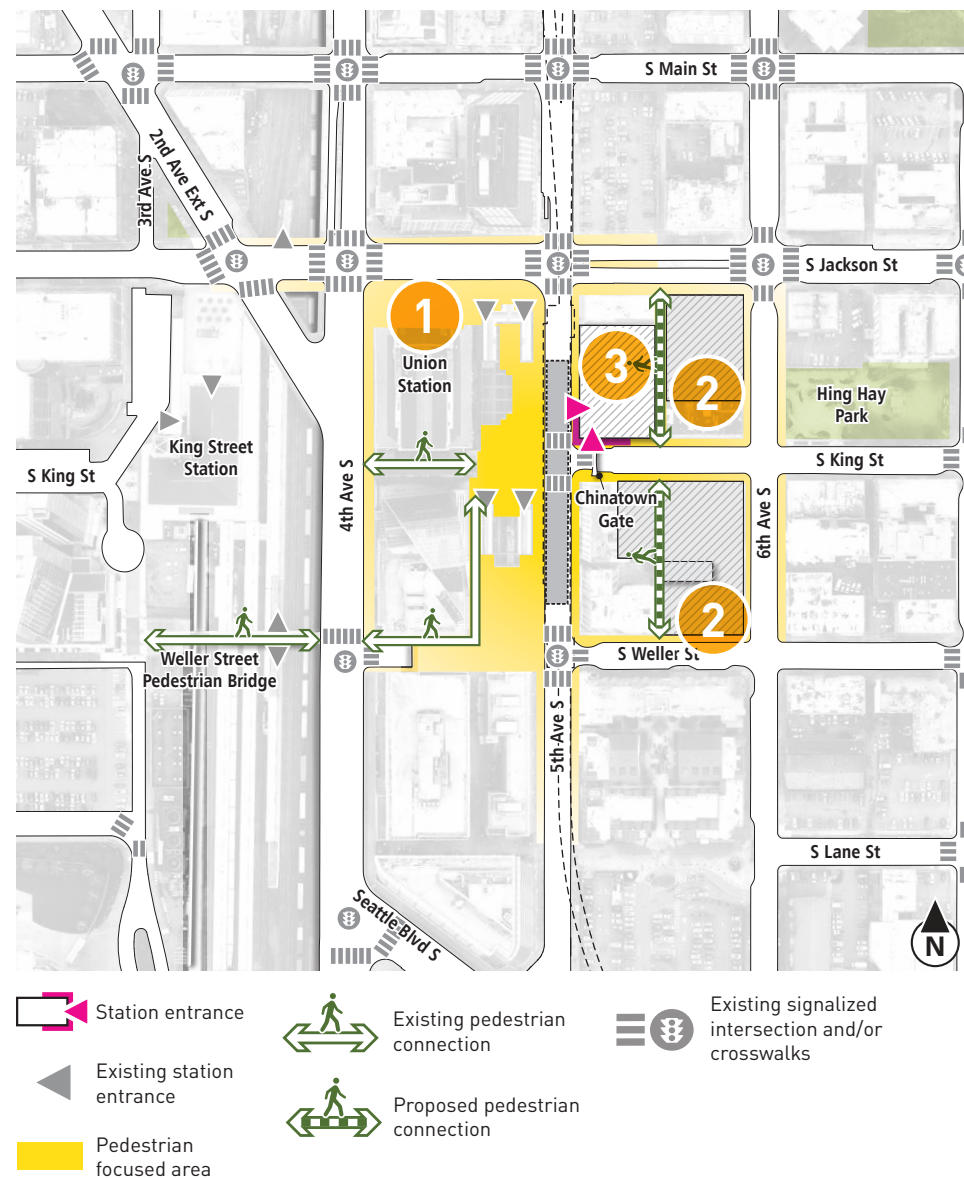 S Main St
3rd Ave S
2nd Ave Ext S
S Jackson St
1
Union
Station
3
2
Hing Hay
Park
King Street
Station
S King St
S King St
4th Ave S
Chinatown
Gate
6th Ave S
2
Weller Street
Pedestrian Bridge
S Weller St
5th Ave S
S Lane St
Seattle Blvd S
N
Station entrance
Existing station
entrance
Pedestrian
focused area
Existing pedestrian
connection
Proposed pedestrian
connection
Existing signalized
intersection and/or
crosswalks